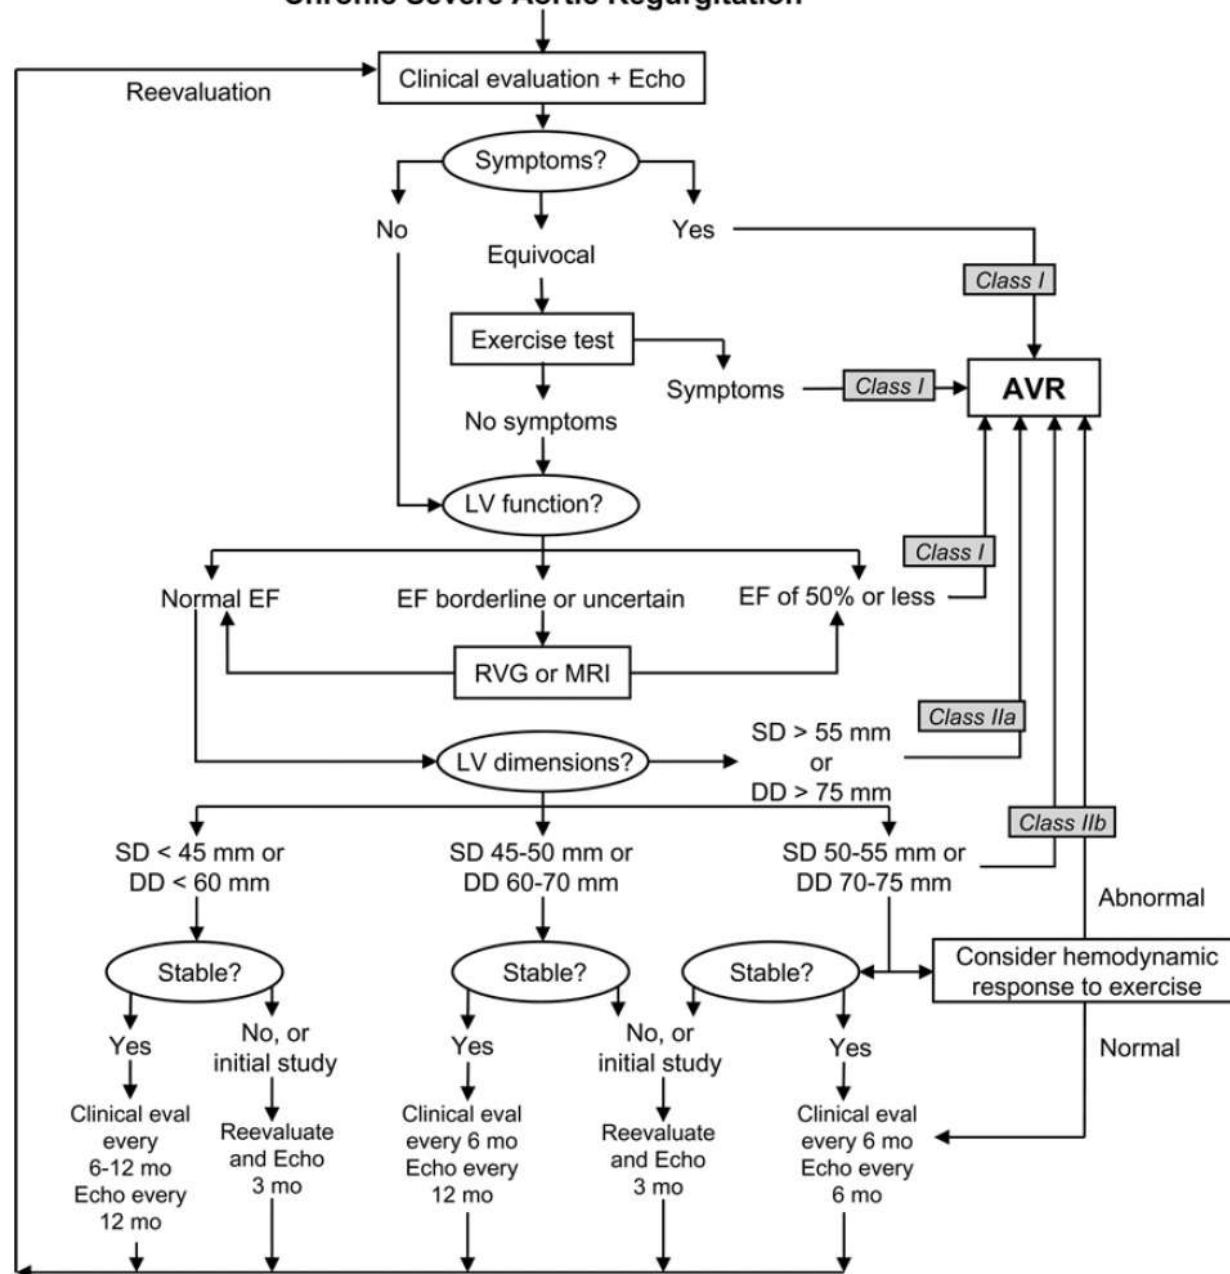 Chronic Severe Aortic Regurgitation
Clinical evaluation + Echo
Reevaluation
Symptoms?
No
Yes
Equivocal
Class I
Exercise test
Symptoms
Class I
AVR
No symptoms
LV function?
Class I
Normal EF
EF borderline or uncertain
EF of 50% or less
RVG or MRI
Class IIa
SD > 55 mm
or
DD > 75 mm
LV dimensions?
Class IIb
SD < 45 mm or
DD < 60 mm
SD 45-50 mm or
DD 60-70 mm
SD 50-55 mm or
DD 70-75 mm
Abnormal
Stable?
Stable?
Stable?
Consider hemodynamic
response to exercise
Yes
No, or
initial study
Yes
No, or
initial study
Yes
Normal
Clinical eval
every
6-12 mo
Echo every
12 mo
Reevaluate
and Echo
3 mo
Clinical eval
every 6 mo
Echo every
12 mo
Reevaluate
and Echo
3 mo
Clinical eval
every 6 mo
Echo every
6 mo